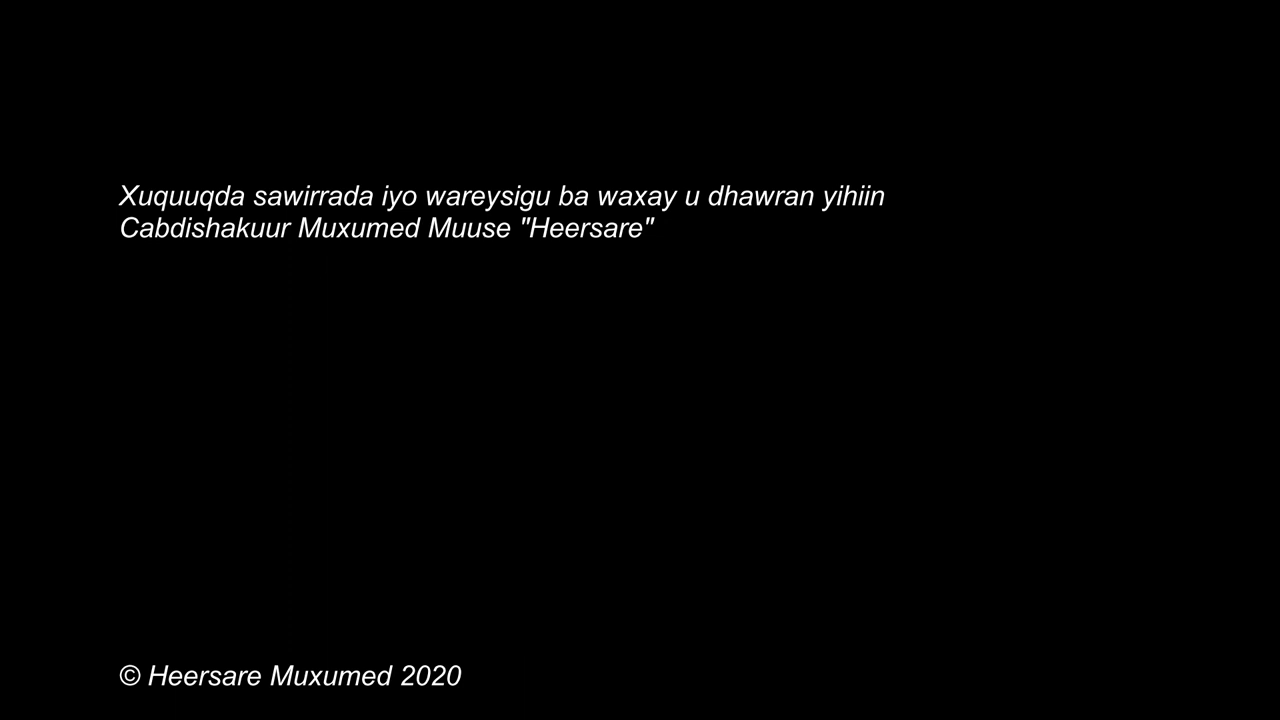 Xuquuqda sawirrada iyo wareysigu ba waxay u dhawran yihiin
Cabdishakuur Muxumed Muuse "Heersare"
© Heersare Muxumed 2020